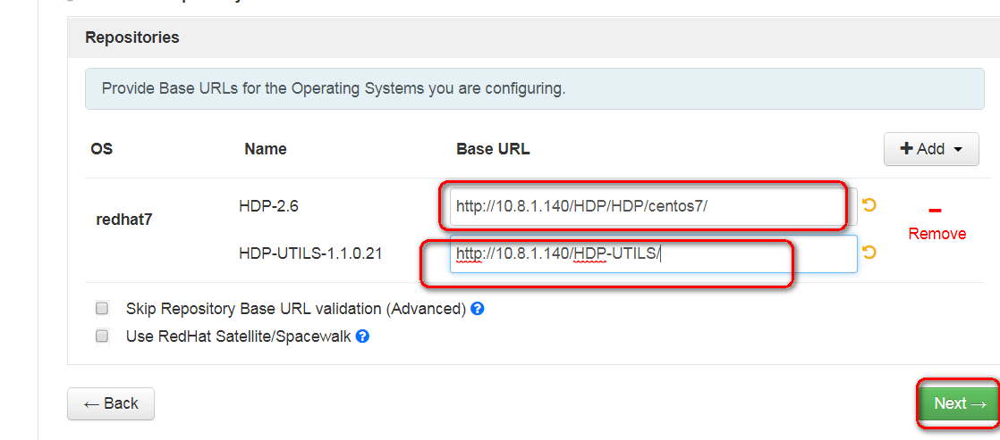 Repositories
Provide Base URLs for the Operating Systems you are configuring.
OS Name Base URL Add
redhat7
HDP-2.6 http://10.8.1.140/HDP/HDP/centos7/
Remove
HDP-UTILS-1.1.0.21 http://10.8.1.140/HDP-UTILS/
Skip Repository Base URL validation (Advanced)
Use RedHat Satellite/Spacewalk
← Back Next →